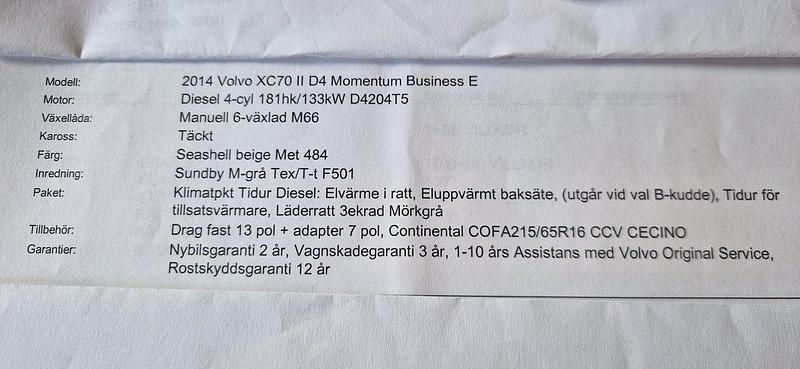 Modell: 2014 Volvo XC70 II D4 Momentum Business E
Motor: Diesel 4-cyl 181hk/133kW D4204T5
Växellåda: Manuell 6-växlad M66
Kaross: Täckt
Färg: Seashell beige Met 484
Inredning: Sundby M-grå Tex/T-t F501
Paket: Klimatpkt Tidur Diesel: Elvärme i ratt, Eluppvärmt baksäte, (utgår vid val B-kudde), Tidur för
tillsatsvärmare, Läderratt 3ekrad Mörkgrå
Tillbehör: Drag fast 13 pol + adapter 7 pol, Continental COFA215/65R16 CCV CECINO
Garantier: Nybilsgaranti 2 år, Vagnskadegaranti 3 år, 1-10 års Assistans med Volvo Original Service,
Rostskyddsgaranti 12 år